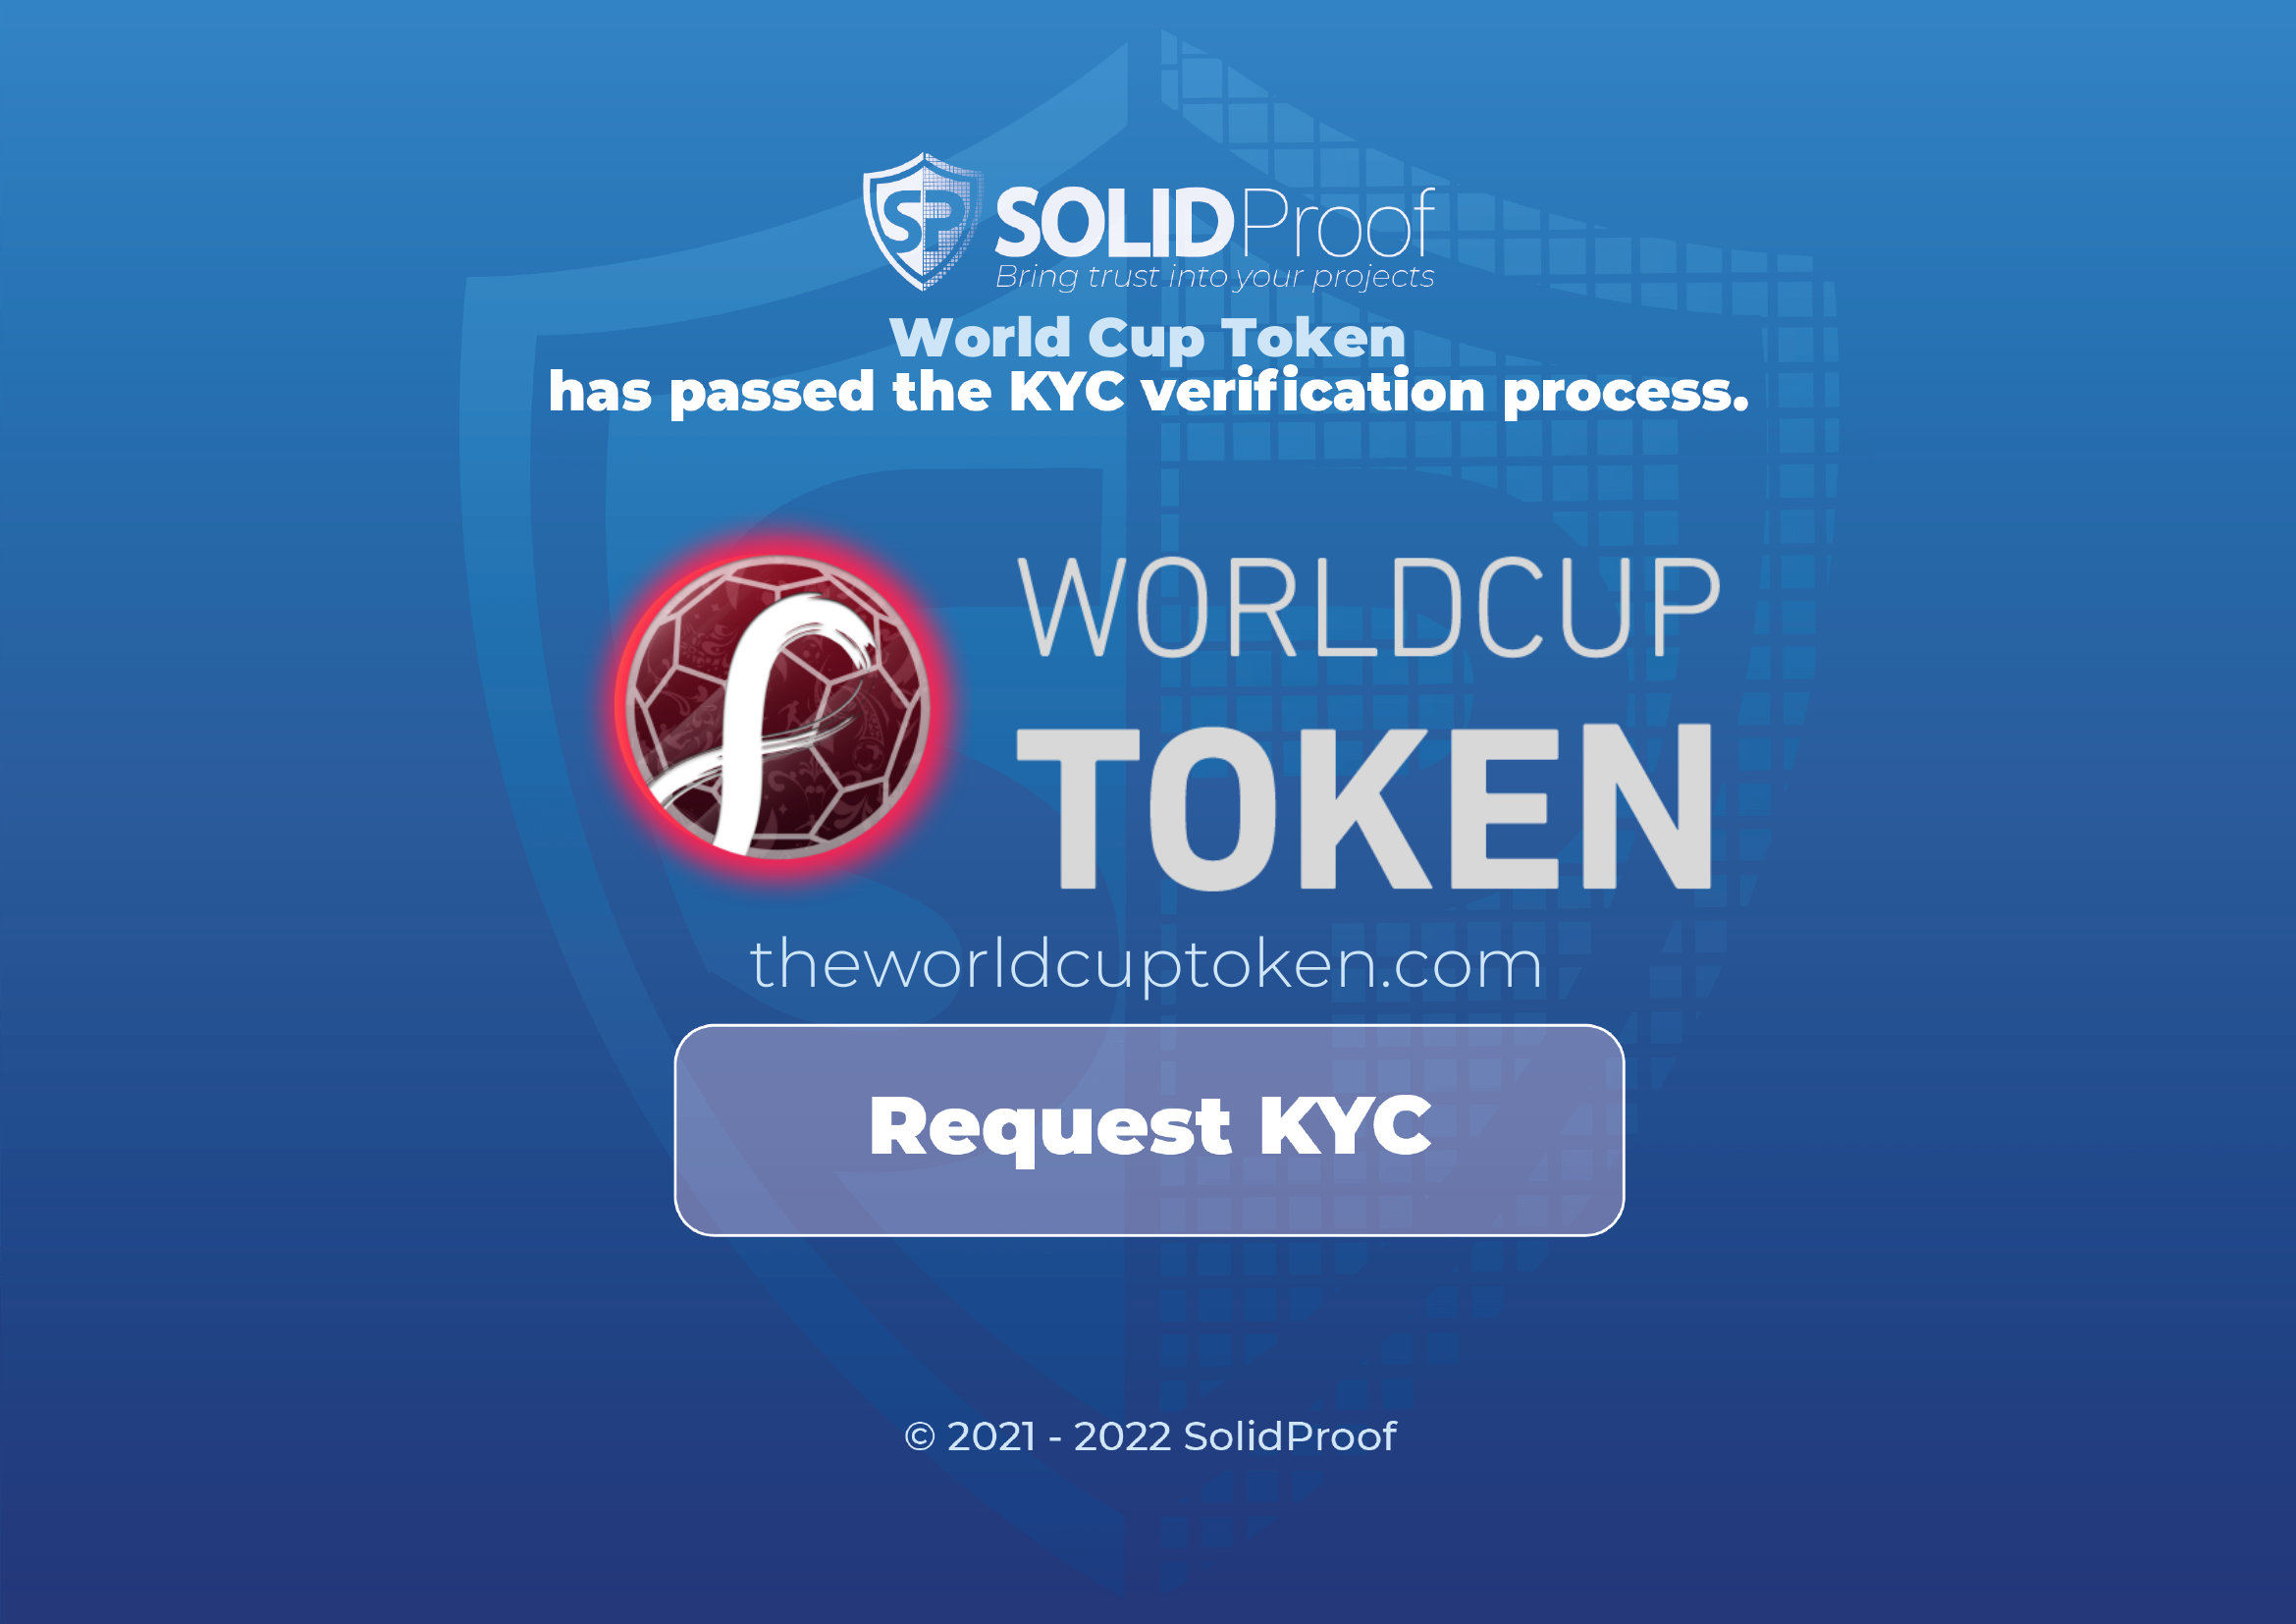 SP SOLIDProof
Bring trust into your projects
World Cup Token
has passed the KYC verification process.
WORLDCUP
TOKEN
theworldcuptoken.com
Request KYC
© 2021 - 2022 SolidProof